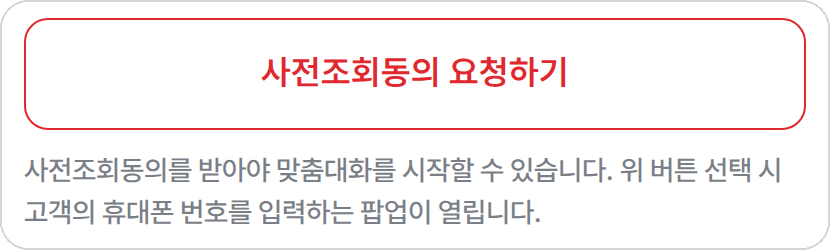 사전조회동의 요청하기
사전조회동의를 받아야 맞춤대화를 시작할 수 있습니다. 위 버튼 선택 시
고객의 휴대폰 번호를 입력하는 팝업이 열립니다.